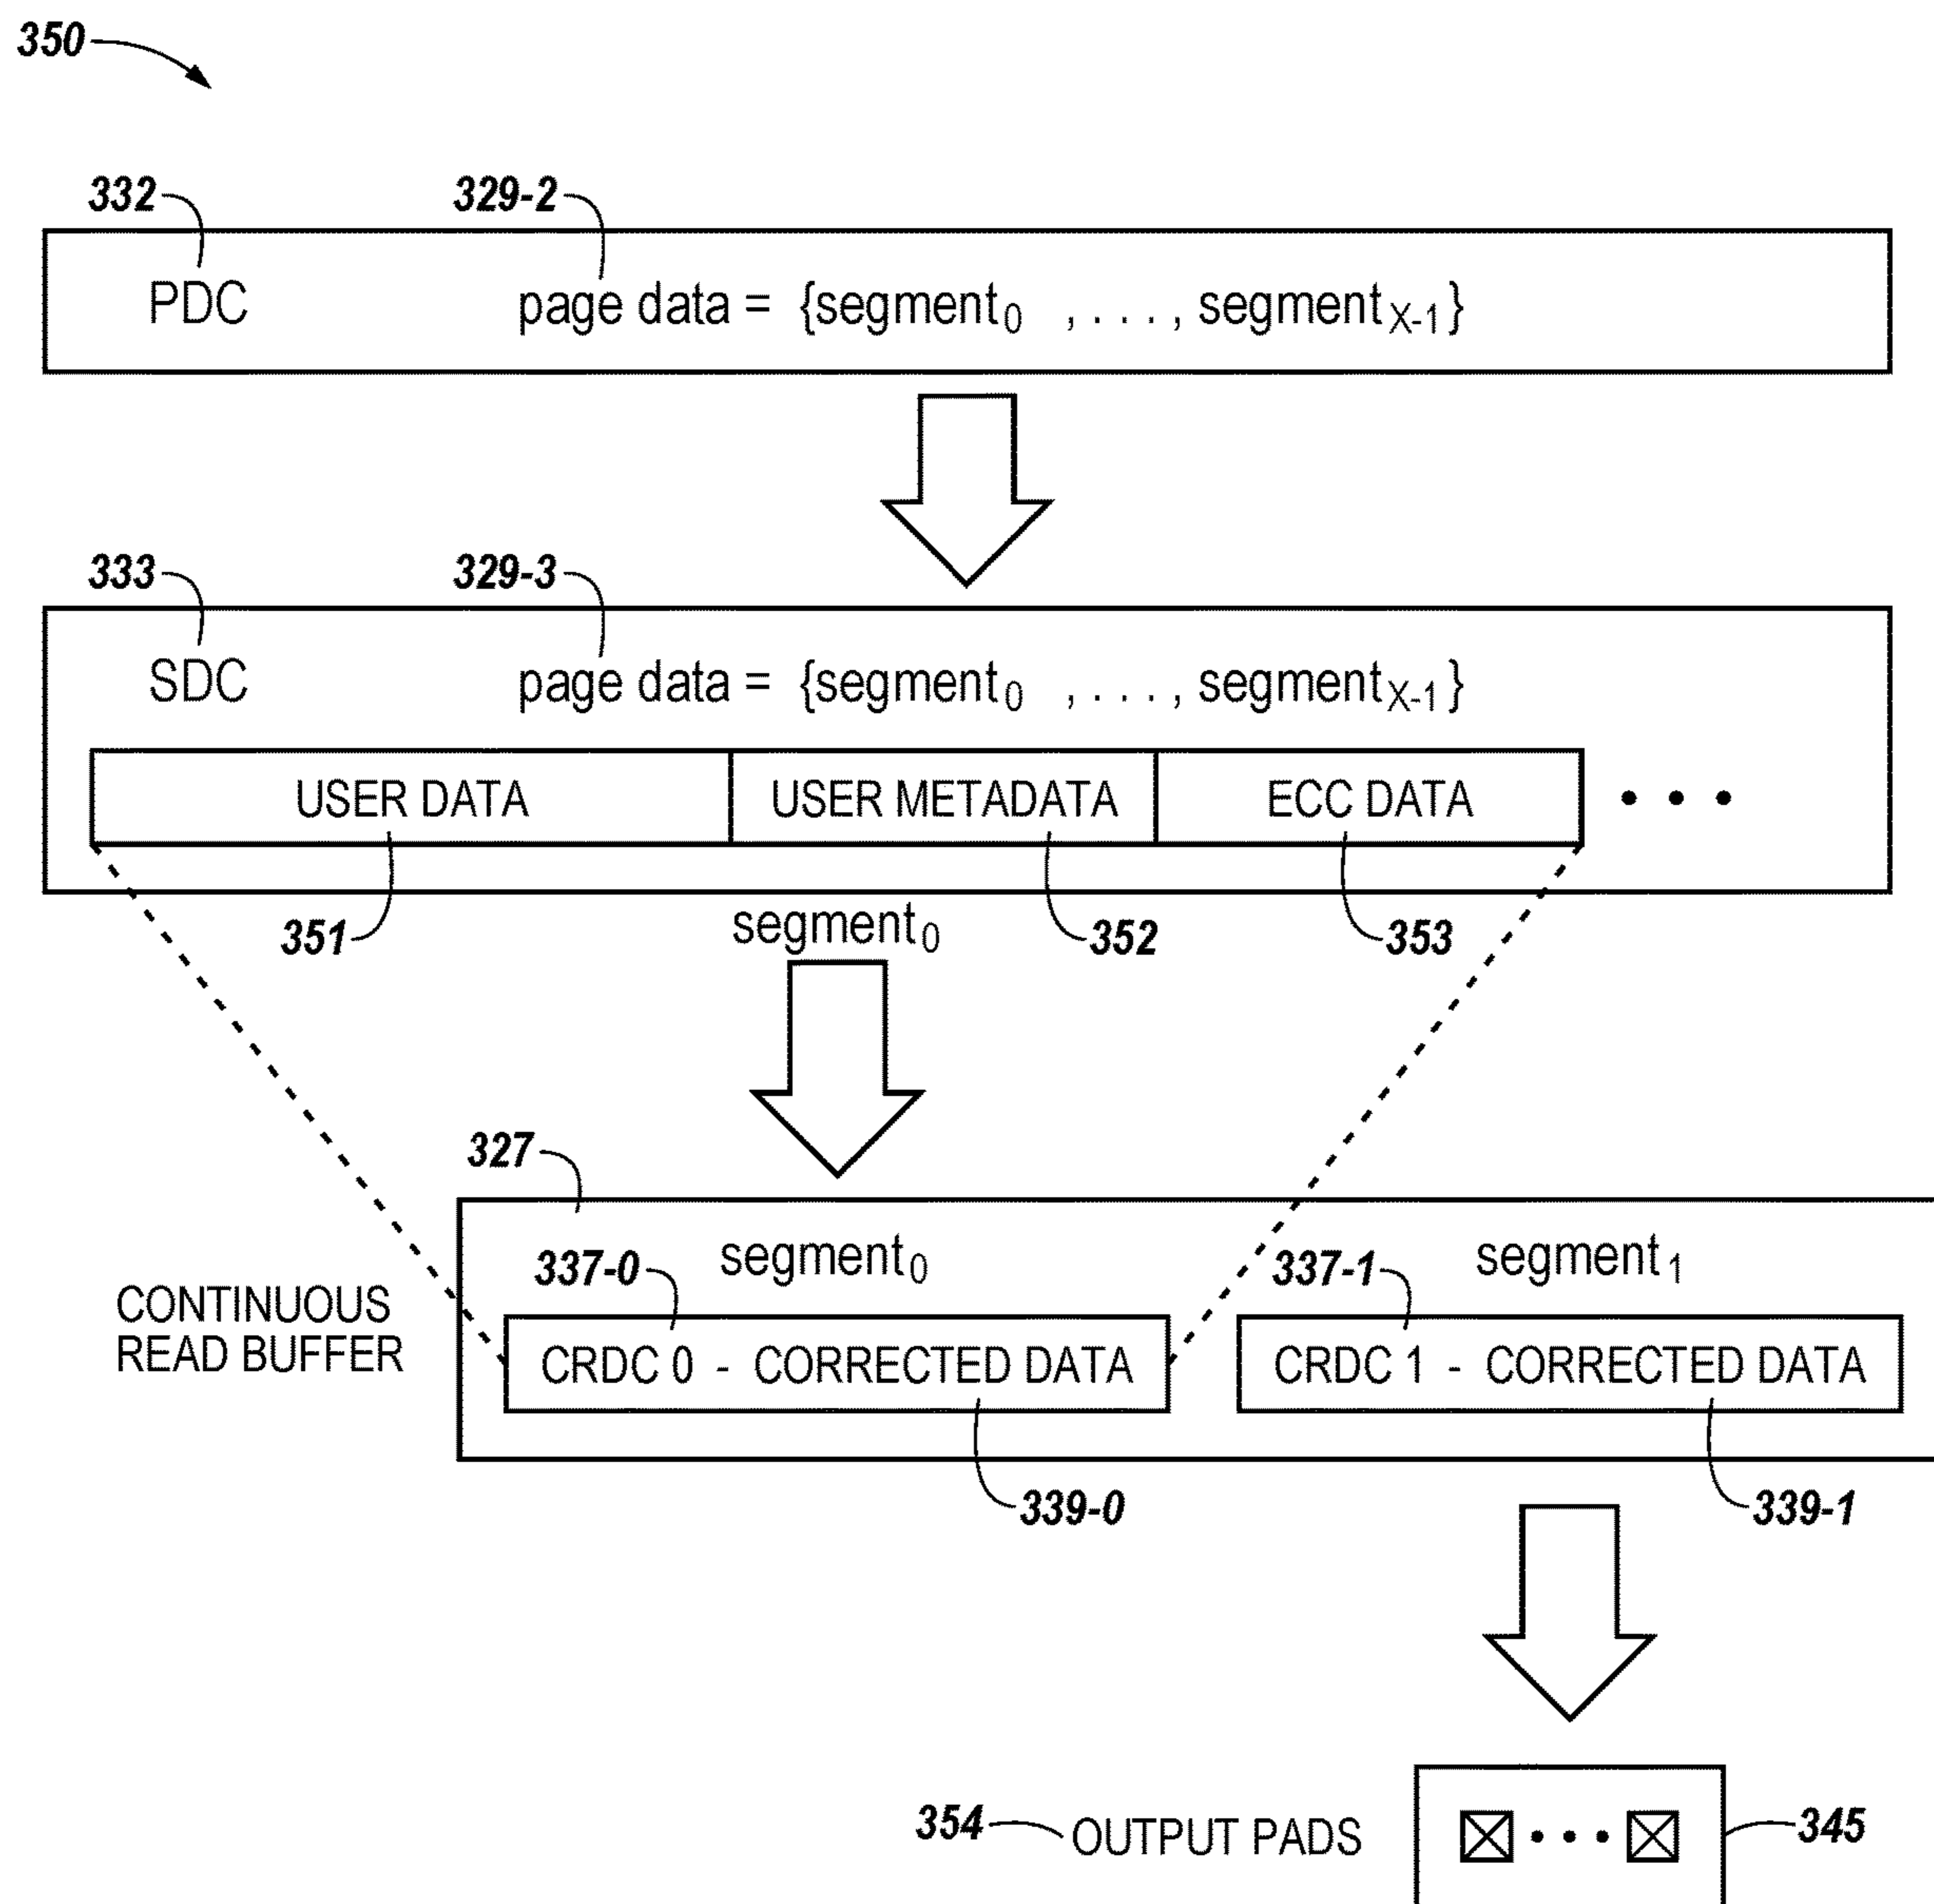 350
332 329-2
PDC page data = {segment0 , . . . , segmentX-1}
333 329-3
SDC page data = {segment0 , . . . , segmentX-1}
USER DATA USER METADATA ECC DATA • • •
351 segment0 352 353
327
337-0 segment0 337-1 segment1
CONTINUOUS
READ BUFFER
CRDC 0 - CORRECTED DATA CRDC 1 - CORRECTED DATA
339-0 339-1
354 OUTPUT PADS • • • 345